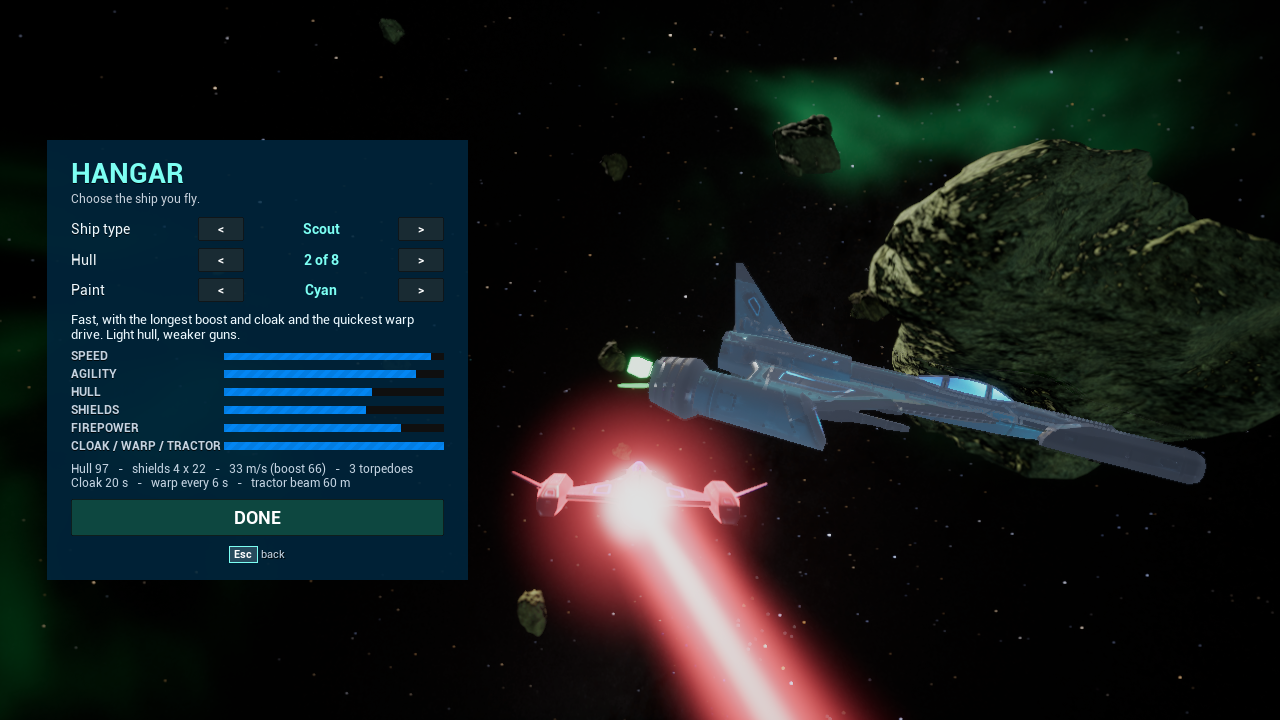 HANGAR
Choose the ship you fly.
Ship type < Scout >
Hull < 2 of 8 >
Paint < Cyan >
Fast, with the longest boost and cloak and the quickest warp
drive. Light hull, weaker guns.
SPEED
AGILITY
HULL
SHIELDS
FIREPOWER
CLOAK / WARP / TRACTOR
Hull 97 - shields 4 x 22 - 33 m/s (boost 66) - 3 torpedoes
Cloak 20 s - warp every 6 s - tractor beam 60 m
DONE
Esc back